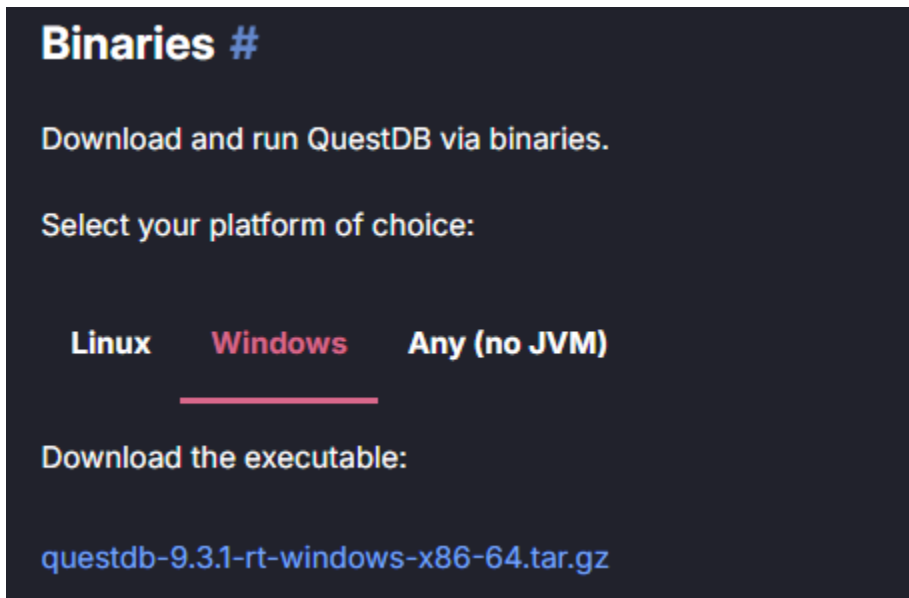 Binaries #
Download and run QuestDB via binaries.
Select your platform of choice:
Linux Windows Any (no JVM)
Download the executable:
questdb-9.3.1-rt-windows-x86-64.tar.gz